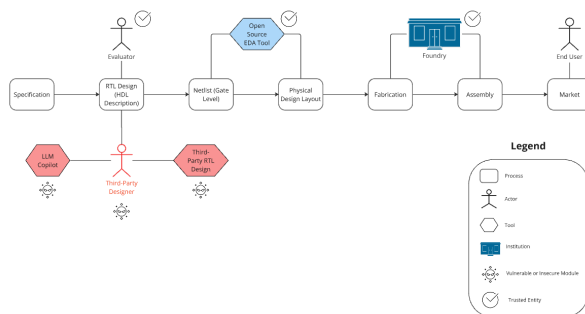 Open
Source
EDA Tool
Evaluator
Foundry
End User
Specification
RTL Design
(HDL
Description)
Netlist (Gate
Level)
Physical
Design Layout
Fabrication
Assembly
Market
LLM
Copilot
Third-Party
Designer
Third-
Party RTL
Design
Legend
Process
Actor
Tool
Institution
Vulnerable or Insecure Module
Trusted Entity